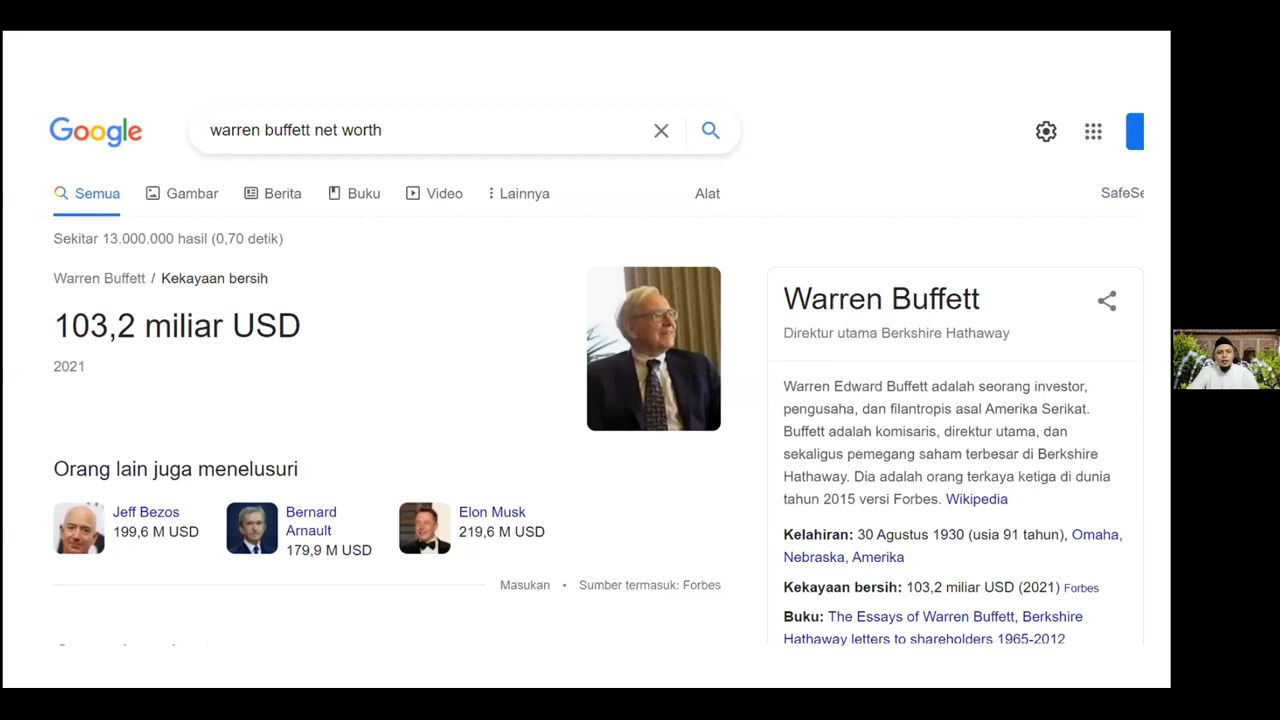 Google
warren buffett net worth
Semua Gambar Berita Buku Video Lainnya Alat SafeSe
Sekitar 13.000.000 hasil (0,70 detik)
Warren Buffett / Kekayaan bersih
103,2 miliar USD
2021
Orang lain juga menelusuri
Jeff Bezos
199,6 M USD
Bernard
Arnault
179,9 M USD
Elon Musk
219,6 M USD
Masukan • Sumber termasuk: Forbes
Warren Buffett
Direktur utama Berkshire Hathaway
Warren Edward Buffett adalah seorang investor,
pengusaha, dan filantropis asal Amerika Serikat.
Buffett adalah komisaris, direktur utama, dan
sekaligus pemegang saham terbesar di Berkshire
Hathaway. Dia adalah orang terkaya ketiga di dunia
tahun 2015 versi Forbes. Wikipedia
Kelahiran: 30 Agustus 1930 (usia 91 tahun), Omaha,
Nebraska, Amerika
Kekayaan bersih: 103,2 miliar USD (2021) Forbes
Buku: The Essays of Warren Buffett, Berkshire
Hathaway letters to shareholders 1965-2012